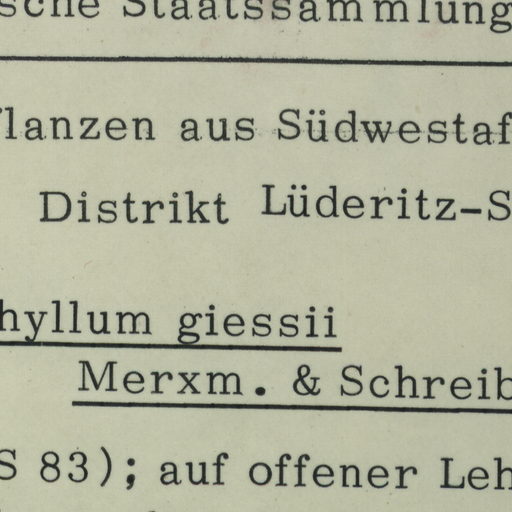 sche Staatssammlung
flanzen aus Südwestaf
Distrikt Lüderitz-S
hyllum giessii
Merxm. & Schreib
S 83); auf offener Leh